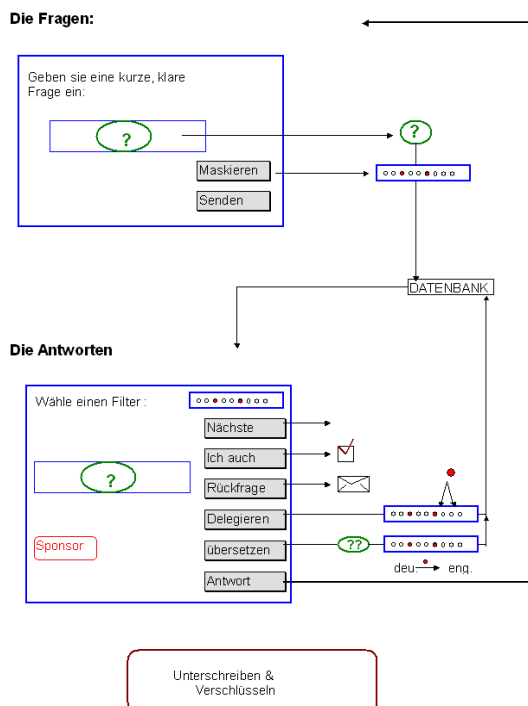 Die Fragen:
Geben sie eine kurze, klare
Frage ein:
?
?
Maskieren
Senden
DATENBANK
Die Antworten
Wähle einen Filter :
Nächste
Ich auch
?
Rückfrage
Delegieren
Sponsor
übersetzen
??
deu. eng.
Antwort
Unterschreiben &
Verschlüsseln